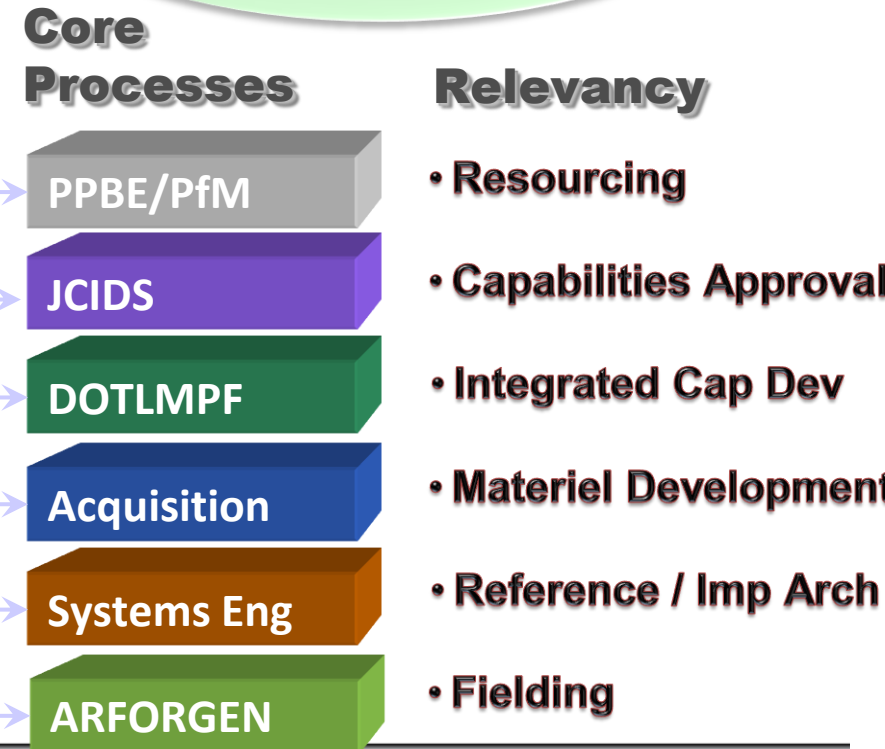 Core
Processes
Relevancy
PPBE/PfM
• Resourcing
JCIDS
• Capabilities Approval
DOTLMPF
• Integrated Cap Dev
Acquisition
• Materiel Development
Systems Eng
• Reference / Imp Arch
ARFORGEN
• Fielding